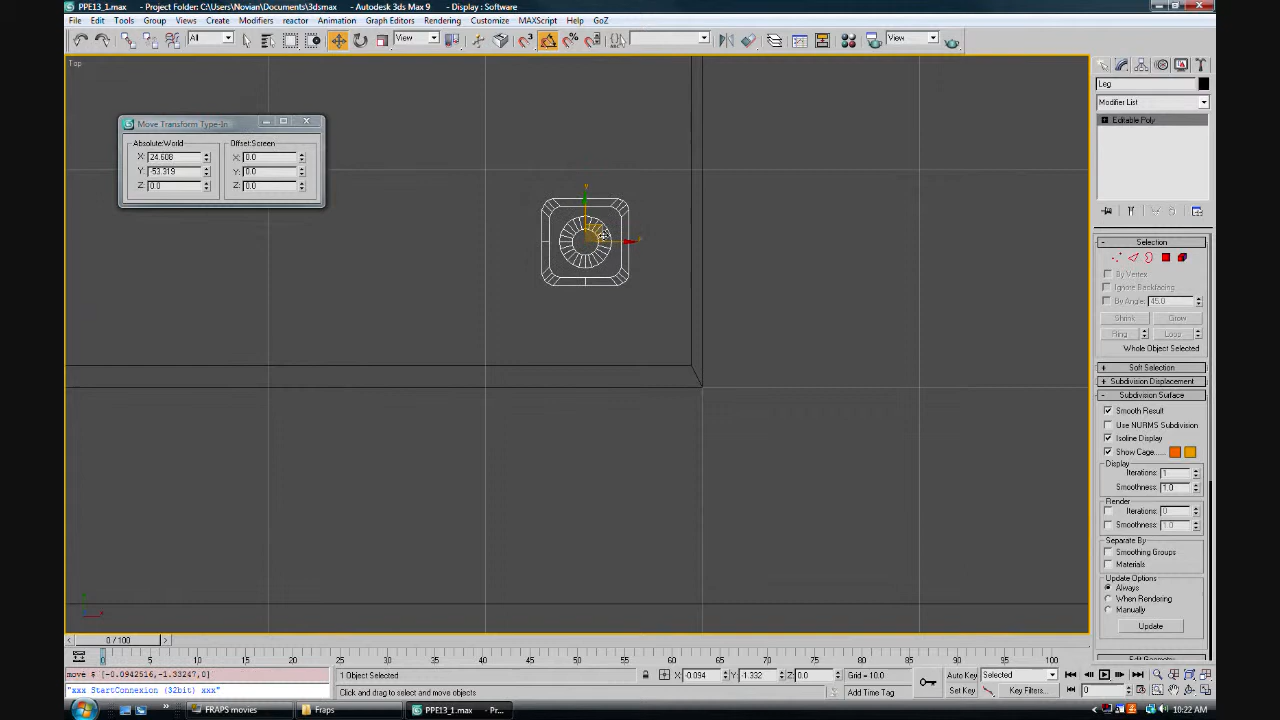 PPE13_1.max - Project Folder: C:\Users\Novian\Documents\3dsmax - Autodesk 3ds Max 9 - Display : Software
File Edit Tools Group Views Create Modifiers reactor Animation Graph Editors Rendering Customize MAXScript Help GoZ
All View View
Top
Move Transform Type-In
Absolute:World Offset:Screen
X: 24.608 X: 0.0
Y: -53.319 Y: 0.0
Z: 0.0 Z: 0.0
Leg
Modifier List
Editable Poly
Selection
By Vertex
Ignore Backfacing
By Angle: 45.0
Shrink Grow
Ring Loop
Whole Object Selected
Soft Selection
Subdivision Displacement
Subdivision Surface
Smooth Result
Use NURMS Subdivision
Isoline Display
Show Cage......
Display
Iterations: 1
Smoothness: 1.0
Render
Iterations: 0
Smoothness: 1.0
Separate By
Smoothing Groups
Materials
Update Options
Always
When Rendering
Manually
Update
0 / 100
0 5 10 15 20 25 30 35 40 45 50 55 60 65 70 75 80 85 90 95 100
move $ [-0.0942516,-1.33247,0]
"xxx StartConnexion (32bit) xxx"
1 Object Selected
X: -0.094 Y: -1.332 Z: 0.0 Grid = 10.0
Auto Key Selected
Click and drag to select and move objects
Add Time Tag
Set Key Key Filters... 0
FRAPS movies Fraps PPE13_1.max - Pr... 10:22 AM